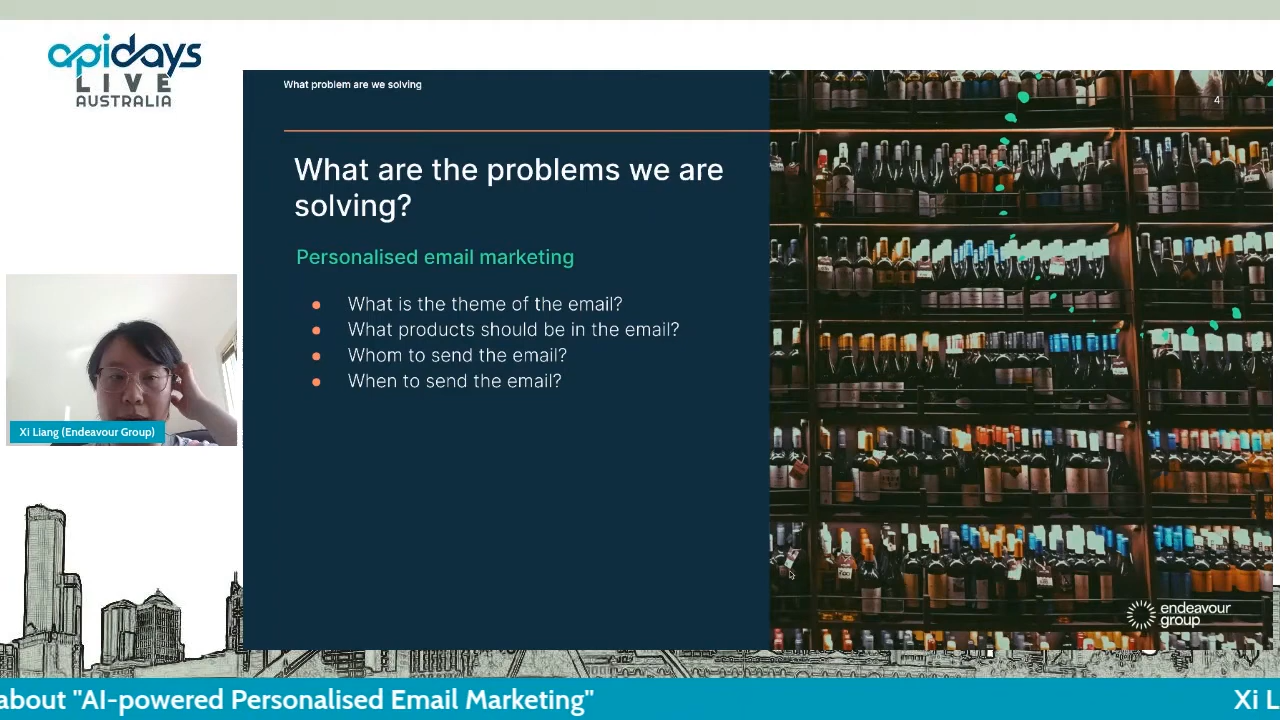 apidays
LIVE
AUSTRALIA
What problem are we solving
4
What are the problems we are
solving?
Personalised email marketing
● What is the theme of the email?
● What products should be in the email?
● Whom to send the email?
● When to send the email?
Xi Liang (Endeavour Group)
endeavour
group
about "AI-powered Personalised Email Marketing"
Xi L